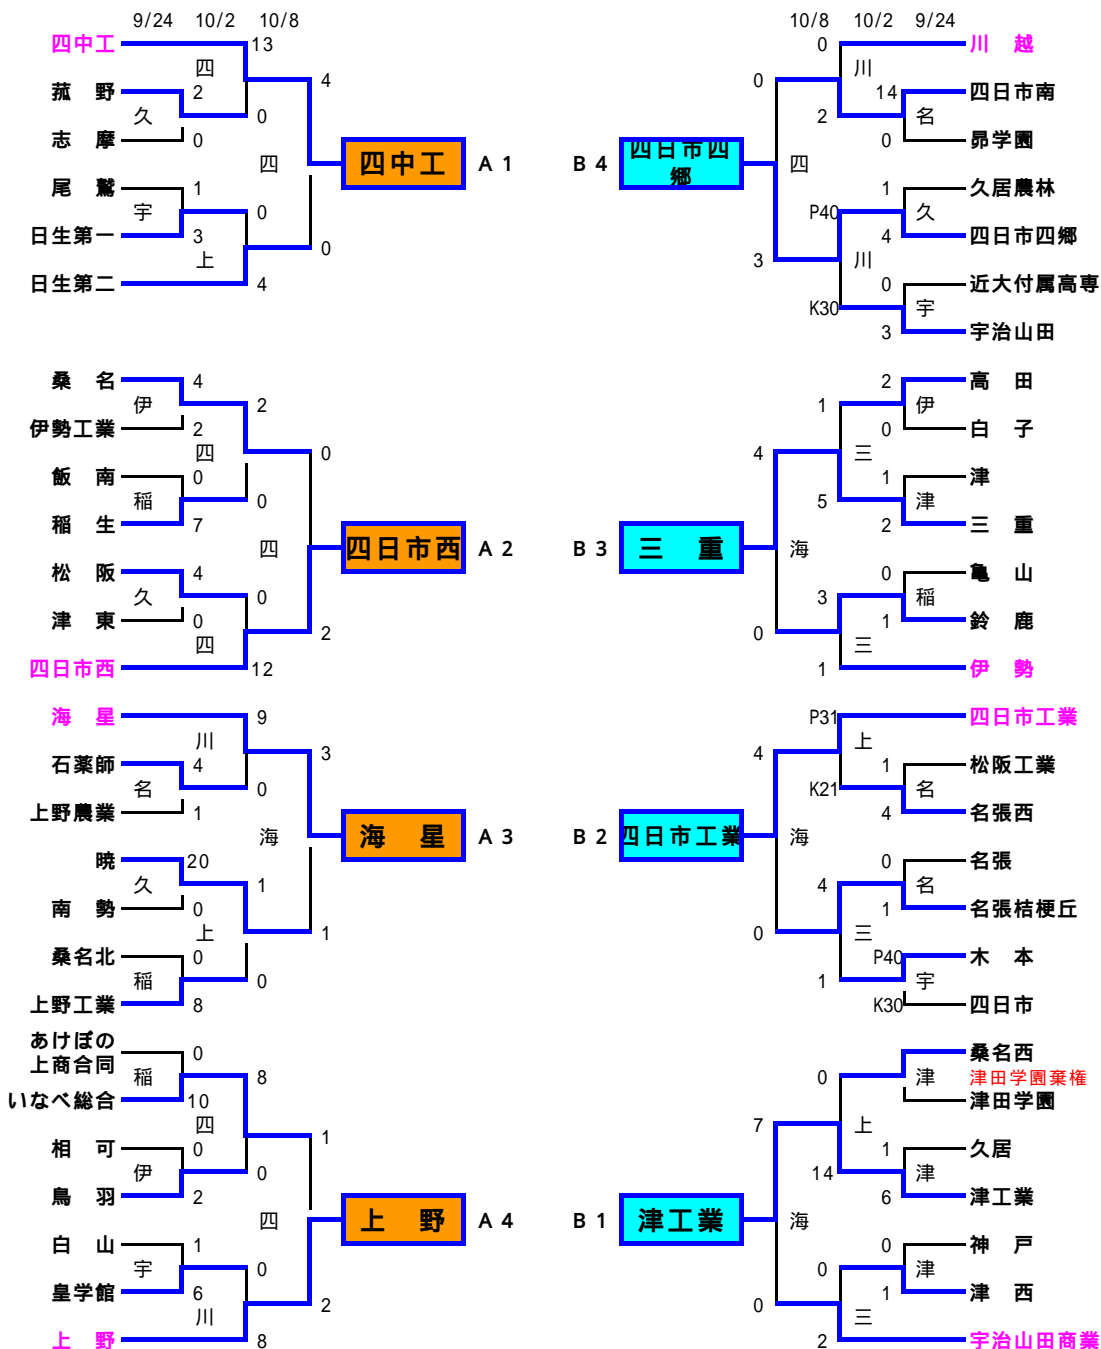 9/24 10/2 10/8
四中工 13
四
菰 野 2
久
志 摩 0
0
4
四
尾 鷲 1
宇
日生第一 3
上
0
日生第二 4
0
四中工 A 1
桑 名 4
伊
伊勢工業 2
2
四
飯 南 0
稲
稲 生 7
0
0
四
松 阪 4
久
津 東 0
0
四
四日市西 12
2
四日市西 A 2
海 星 9
川
石薬師 4
名
上野農業 1
0
3
海
暁 20
久
南 勢 0
1
上
桑名北 0
稲
上野工業 8
0
1
海 星 A 3
あけぼの
上商合同 0
稲
いなべ総合 10
8
四
相 可 0
伊
鳥 羽 2
0
1
四
白 山 1
宇
皇学館 6
0
川
上 野 8
2
上 野 A 4
10/8 10/2 9/24
0 川 越
川
14 四日市南
名
0 昴学園
2
0
四
1 久居農林
久
4 四日市四郷
P40
川
0 近大付属高専
宇
3 宇治山田
K30
3
B 4 四日市四
郷
2 高 田
伊
0 白 子
1
三
1 津
津
2 三 重
5
4
海
0 亀 山
稲
1 鈴 鹿
3
三
1 伊 勢
0
B 3 三 重
P31 四日市工業
上
1 松阪工業
名
4 名張西
K21
4
海
0 名張
名
1 名張桔梗丘
4
三
P40 木 本
宇
K30 四日市
1
0
B 2 四日市工業
桑名西
津 津田学園棄権
津田学園
0
上
1 久居
津
6 津工業
14
7
海
0 神 戸
津
1 津 西
0
三
2 宇治山田商業
0
B 1 津工業